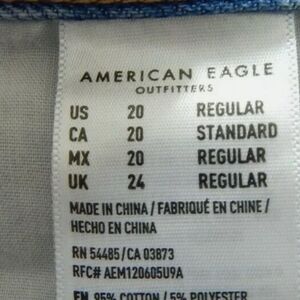 AMERICAN EAGLE
OUTFITTERS
US 20 REGULAR
CA 20 STANDARD
MX 20 REGULAR
UK 24 REGULAR
MADE IN CHINA / FABRIQUÉ EN CHINE /
HECHO EN CHINA
RN 54485/CA 03873
RFC# AEM120605U9A
EN 95% COTTON / 5% POLYESTER